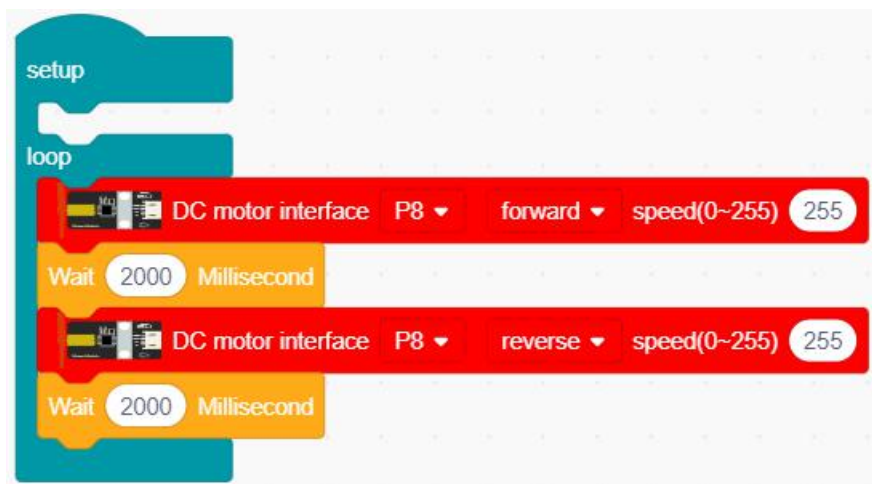 setup
loop
DC motor interface P8 forward speed(0~255) 255
Wait 2000 Millisecond
DC motor interface P8 reverse speed(0~255) 255
Wait 2000 Millisecond